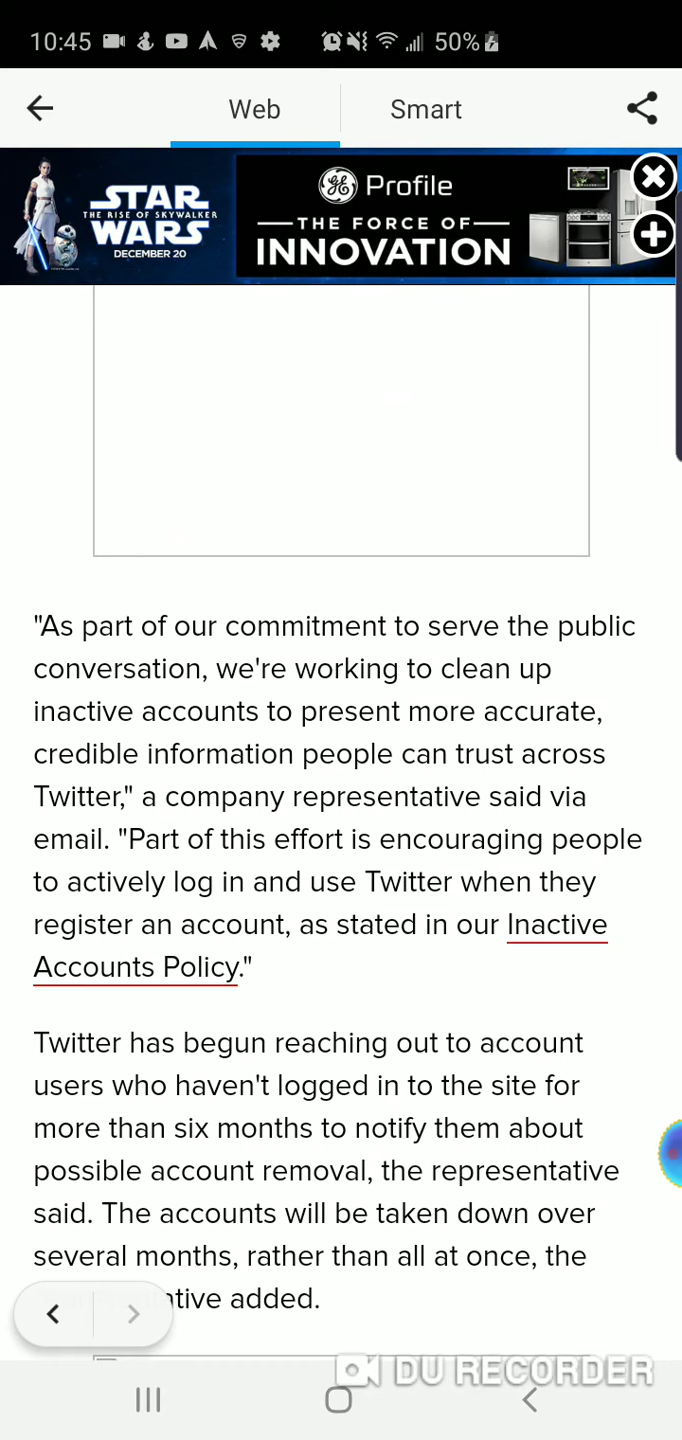 10:45
50%
Web
Smart
STAR
THE RISE OF SKYWALKER
WARS
DECEMBER 20
GE Profile
THE FORCE OF
INNOVATION
"As part of our commitment to serve the public
conversation, we're working to clean up
inactive accounts to present more accurate,
credible information people can trust across
Twitter," a company representative said via
email. "Part of this effort is encouraging people
to actively log in and use Twitter when they
register an account, as stated in our Inactive
Accounts Policy."
Twitter has begun reaching out to account
users who haven't logged in to the site for
more than six months to notify them about
possible account removal, the representative
said. The accounts will be taken down over
several months, rather than all at once, the
tative added.
DU RECORDER